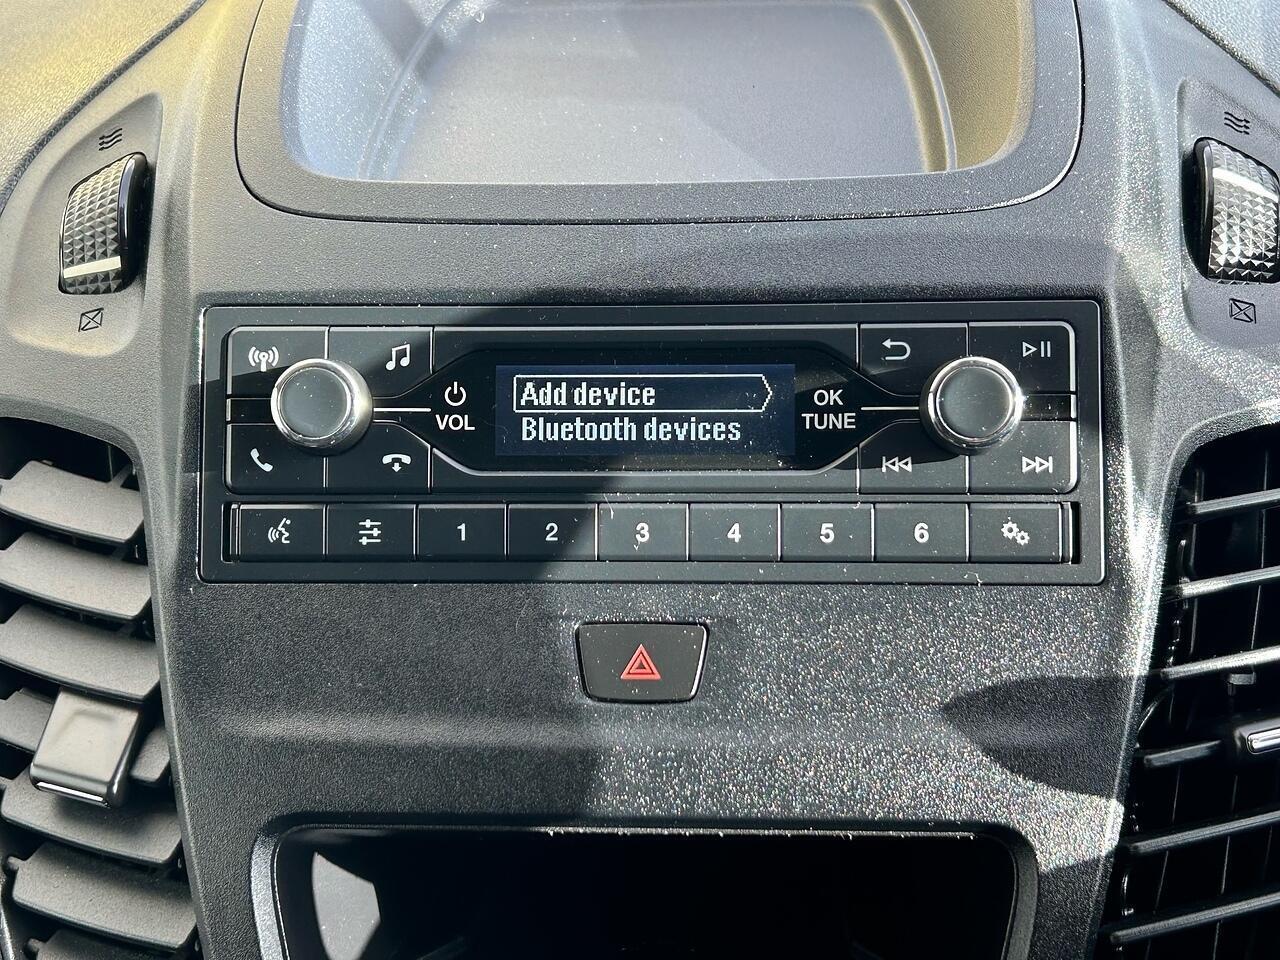 Add device
Bluetooth devices
VOL
OK
TUNE
1 2 3 4 5 6